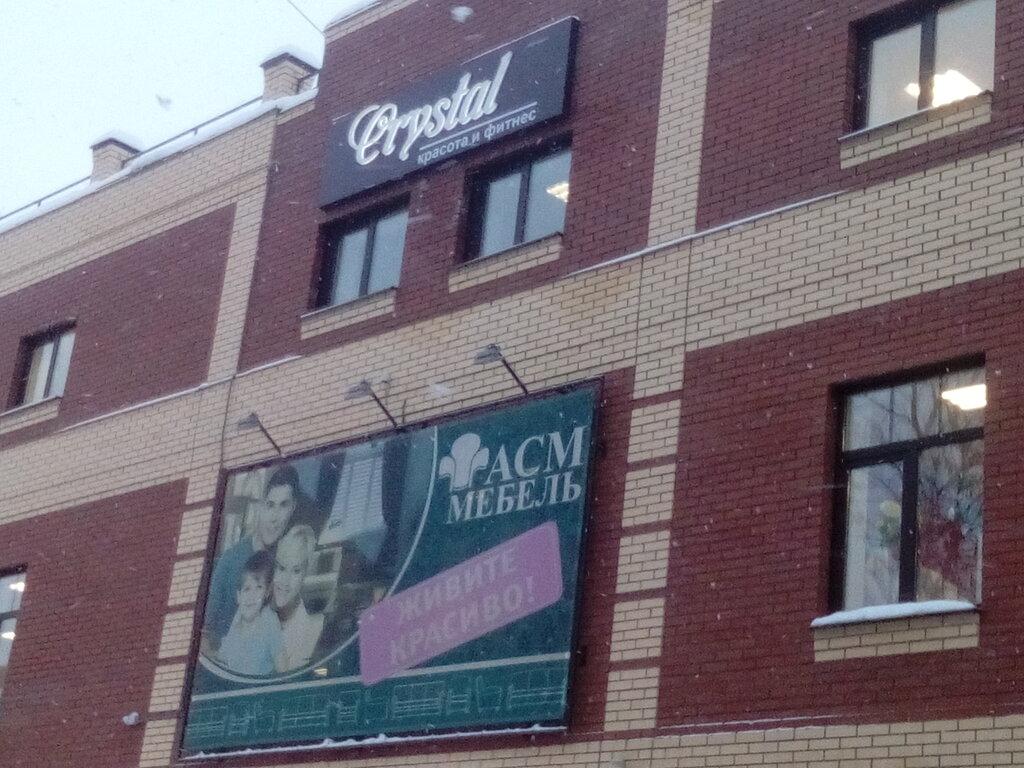 Crystal
красота и фитнес
АСМ
МЕБЕЛЬ
ЖИВИТЕ
КРАСИВО!